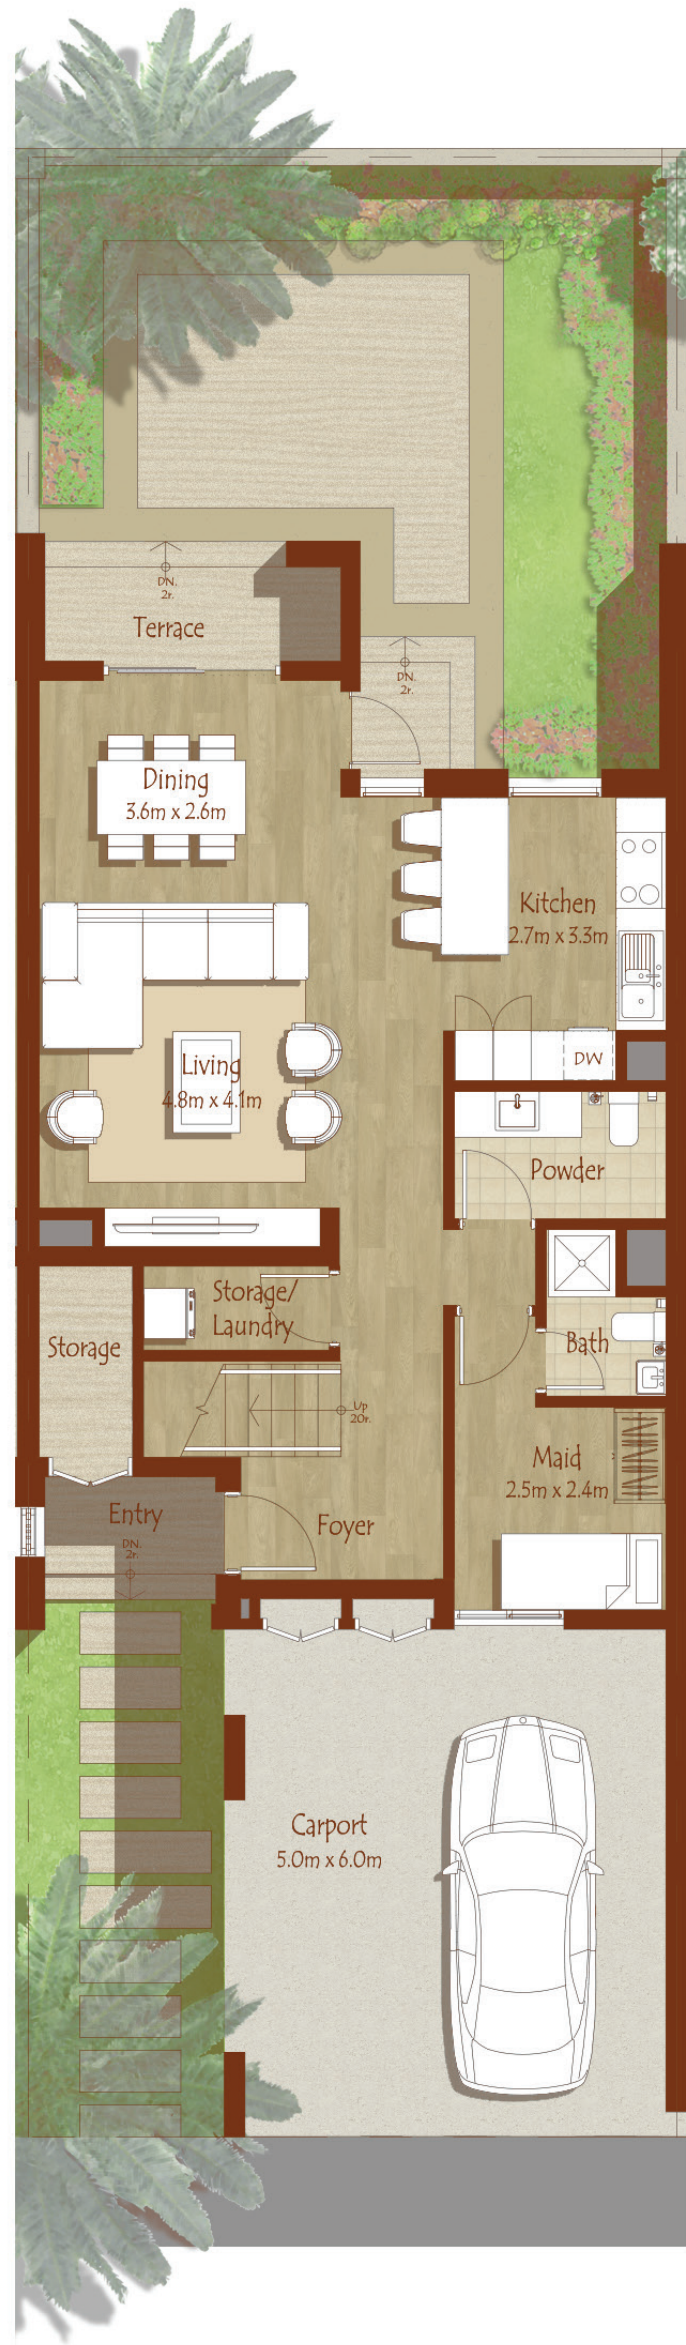 DN.
2r.
Terrace
DN.
2r.
Dining
3.6m x 2.6m
Kitchen
2.7m x 3.3m
Living
4.8m x 4.1m
DW
Powder
Storage/
Laundry
Storage
Bath
Up
20r.
Maid
2.5m x 2.4m
Entry
Foyer
DN.
2r.
Carport
5.0m x 6.0m